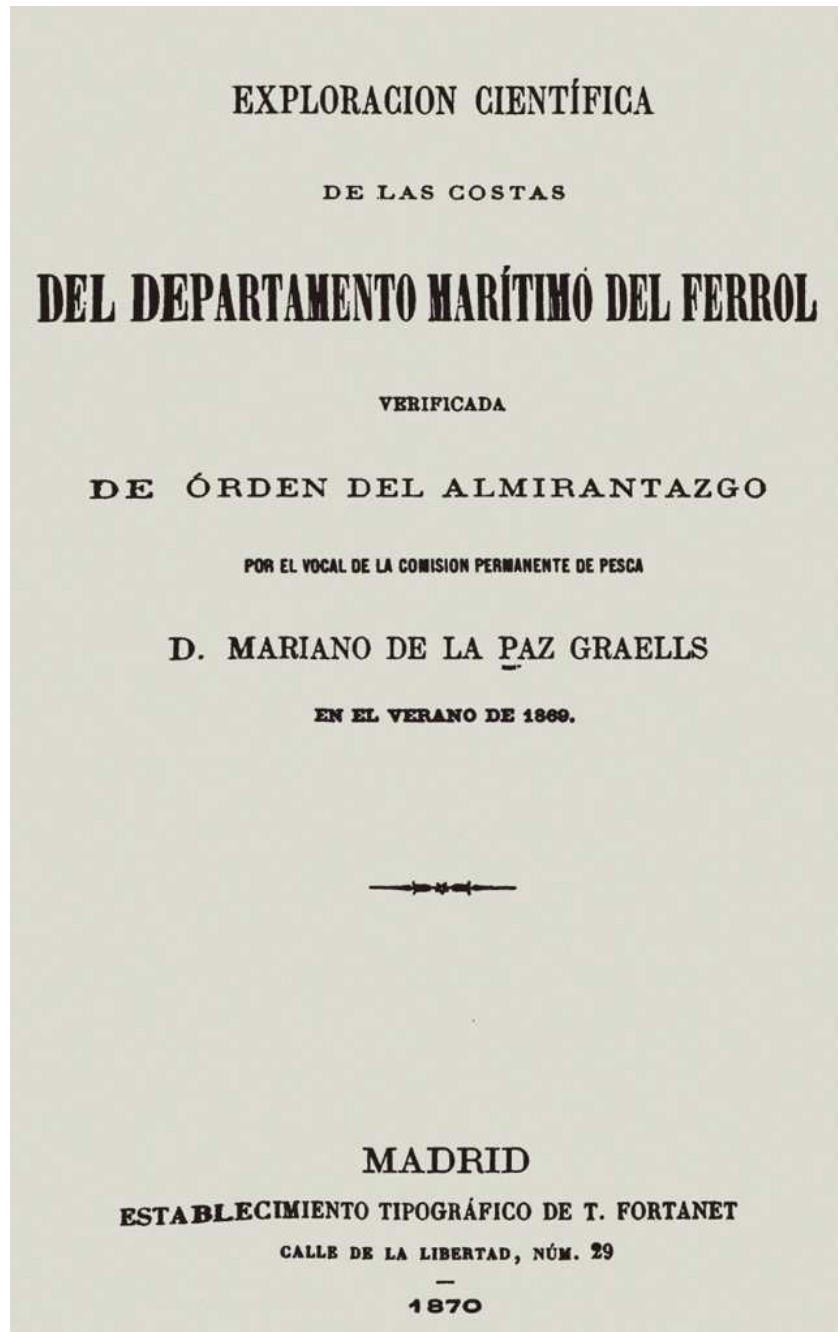 EXPLORACION CIENTÍFICA
DE LAS COSTAS
DEL DEPARTAMENTO MARÍTIMO DEL FERROL
VERIFICADA
DE ÓRDEN DEL ALMIRANTAZGO
POR EL VOCAL DE LA COMISION PERMANENTE DE PESCA
D. MARIANO DE LA PAZ GRAELLS
EN EL VERANO DE 1869.
MADRID
ESTABLECIMIENTO TIPOGRÁFICO DE T. FORTANET
CALLE DE LA LIBERTAD, NÚM. 29
1870